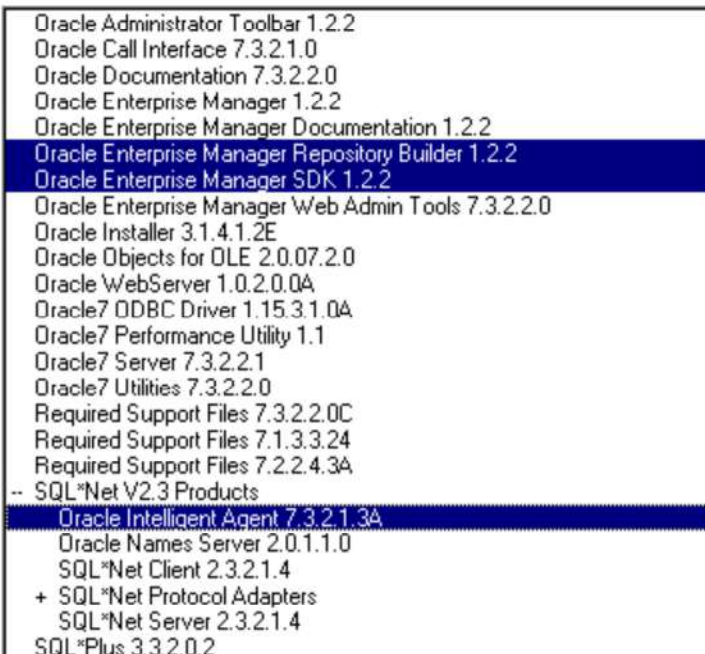 Oracle Administrator Toolbar 1.2.2
Oracle Call Interface 7.3.2.1.0
Oracle Documentation 7.3.2.2.0
Oracle Enterprise Manager 1.2.2
Oracle Enterprise Manager Documentation 1.2.2
Oracle Enterprise Manager Repository Builder 1.2.2
Oracle Enterprise Manager SDK 1.2.2
Oracle Enterprise Manager Web Admin Tools 7.3.2.2.0
Oracle Installer 3.1.4.1.2E
Oracle Objects for OLE 2.0.07.2.0
Oracle WebServer 1.0.2.0.0A
Oracle7 ODBC Driver 1.15.3.1.0A
Oracle7 Performance Utility 1.1
Oracle7 Server 7.3.2.2.1
Oracle7 Utilities 7.3.2.2.0
Required Support Files 7.3.2.2.0C
Required Support Files 7.1.3.3.24
Required Support Files 7.2.2.4.3A
- SQL*Net V2.3 Products
Oracle Intelligent Agent 7.3.2.1.3A
Oracle Names Server 2.0.1.1.0
SQL*Net Client 2.3.2.1.4
+ SQL*Net Protocol Adapters
SQL*Net Server 2.3.2.1.4
SQL*Plus 3.3.2.0.2